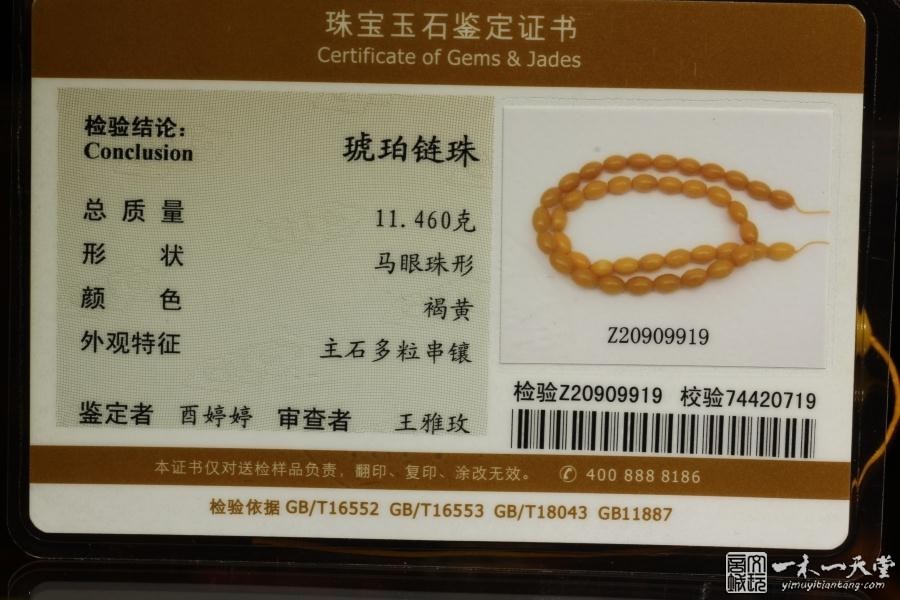 珠宝玉石鉴定证书
Certificate of Gems & Jades
检验结论：
Conclusion
琥珀链珠
总质量 11.460克
形状 马眼珠形
颜色 褐黄
外观特征 主石多粒串镶
鉴定者 酉婷婷 审查者 王雅玫
Z20909919
检验Z20909919 校验74420719
本证书仅对送检样品负责，翻印、复印、涂改无效。 ✆ 400 888 8186
检验依据 GB/T16552 GB/T16553 GB/T18043 GB11887
一木一天堂
yimuyitiantang.com